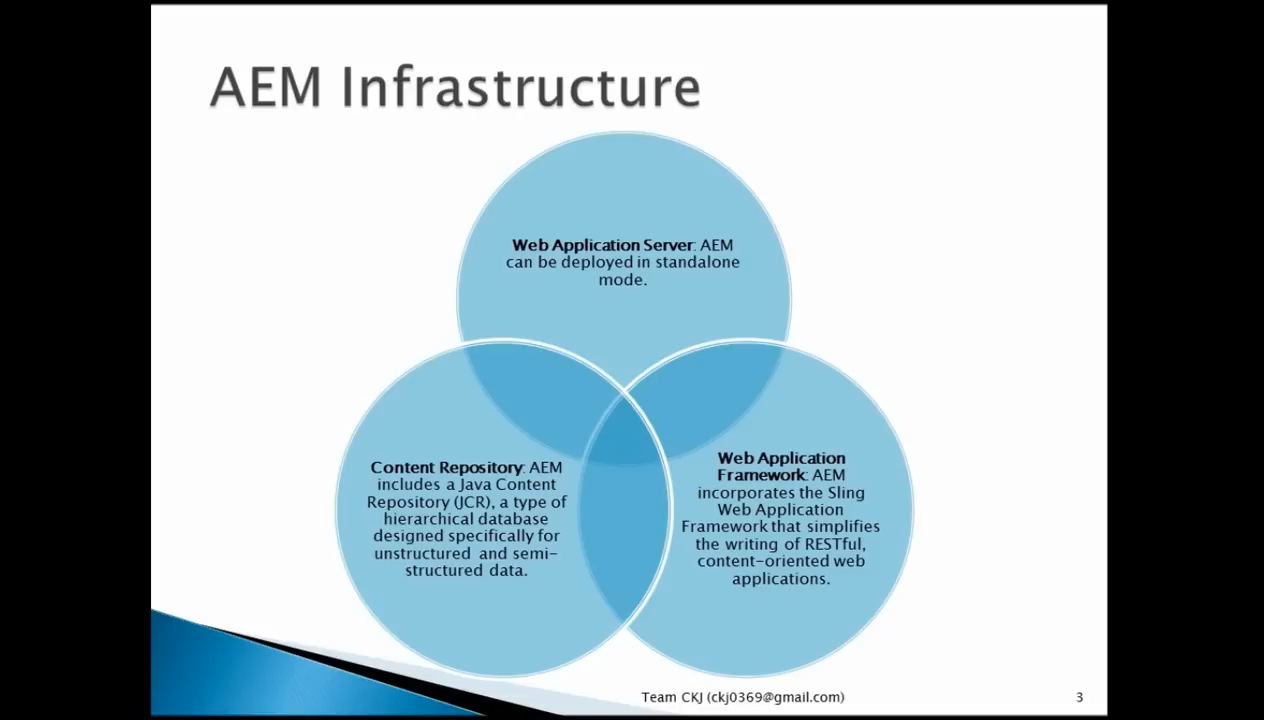 AEM Infrastructure
Web Application Server: AEM
can be deployed in standalone
mode.
Content Repository: AEM
includes a Java Content
Repository (JCR), a type of
hierarchical database
designed specifically for
unstructured and semi-
structured data.
Web Application
Framework: AEM
incorporates the Sling
Web Application
Framework that simplifies
the writing of RESTful,
content-oriented web
applications.
Team CKJ (ckj0369@gmail.com)
3